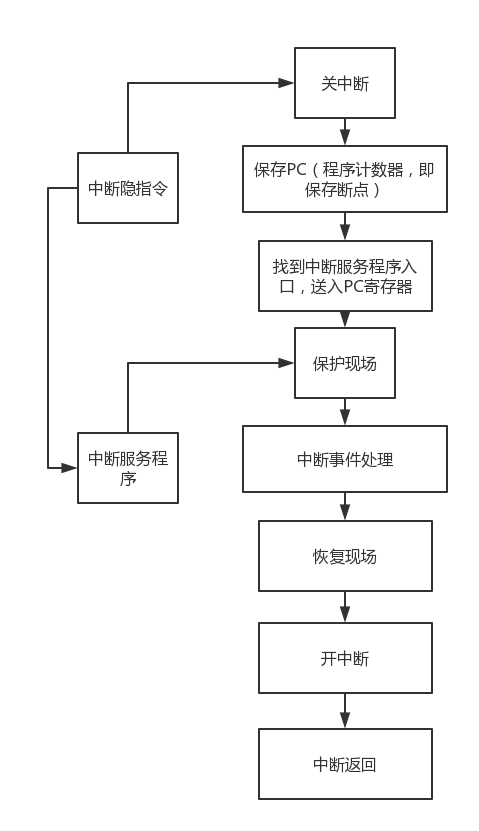 关中断
中断隐指令
保存PC（程序计数器，即
保存断点）
找到中断服务程序入
口，送入PC寄存器
保护现场
中断服务程
序
中断事件处理
恢复现场
开中断
中断返回